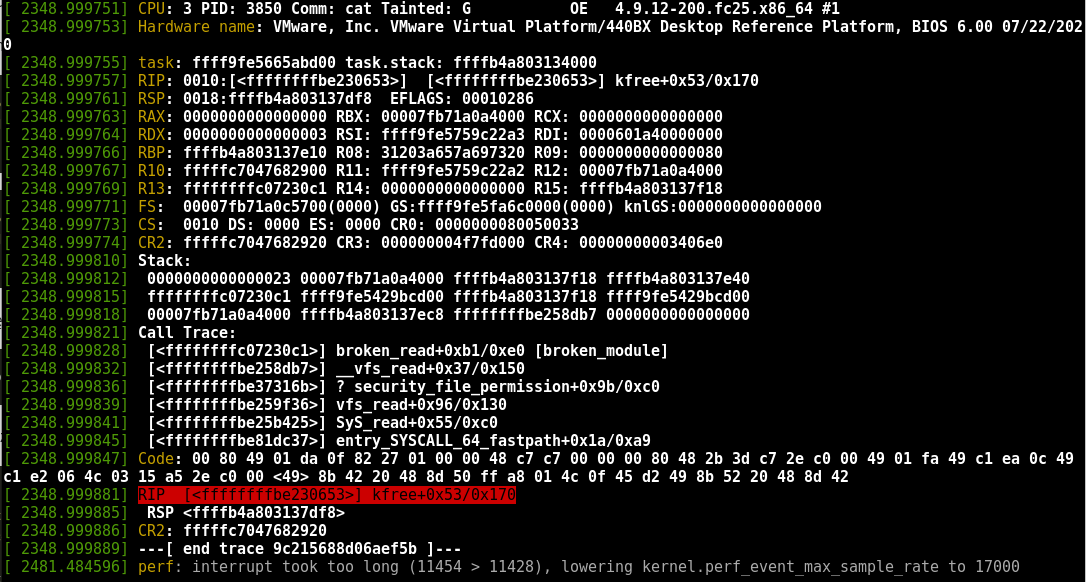 [ 2348.999751] CPU: 3 PID: 3850 Comm: cat Tainted: G           OE   4.9.12-200.fc25.x86_64 #1
[ 2348.999753] Hardware name: VMware, Inc. VMware Virtual Platform/440BX Desktop Reference Platform, BIOS 6.00 07/22/202
0
[ 2348.999755] task: ffff9fe5665abd00 task.stack: ffffb4a803134000
[ 2348.999757] RIP: 0010:[<ffffffffbe230653>]  [<ffffffffbe230653>] kfree+0x53/0x170
[ 2348.999761] RSP: 0018:ffffb4a803137df8  EFLAGS: 00010286
[ 2348.999763] RAX: 0000000000000000 RBX: 00007fb71a0a4000 RCX: 0000000000000000
[ 2348.999764] RDX: 0000000000000003 RSI: ffff9fe5759c22a3 RDI: 0000601a40000000
[ 2348.999766] RBP: ffffb4a803137e10 R08: 31203a657a697320 R09: 0000000000000080
[ 2348.999767] R10: fffffc7047682900 R11: ffff9fe5759c22a2 R12: 00007fb71a0a4000
[ 2348.999769] R13: ffffffffc07230c1 R14: 0000000000000000 R15: ffffb4a803137f18
[ 2348.999771] FS:  00007fb71a0c5700(0000) GS:ffff9fe5fa6c0000(0000) knlGS:0000000000000000
[ 2348.999773] CS:  0010 DS: 0000 ES: 0000 CR0: 0000000080050033
[ 2348.999774] CR2: fffffc7047682920 CR3: 000000004f7fd000 CR4: 00000000003406e0
[ 2348.999810] Stack:
[ 2348.999812]  0000000000000023 00007fb71a0a4000 ffffb4a803137f18 ffffb4a803137e40
[ 2348.999815]  ffffffffc07230c1 ffff9fe5429bcd00 ffffb4a803137f18 ffff9fe5429bcd00
[ 2348.999818]  00007fb71a0a4000 ffffb4a803137ec8 ffffffffbe258db7 0000000000000000
[ 2348.999821] Call Trace:
[ 2348.999828]  [<ffffffffc07230c1>] broken_read+0xb1/0xe0 [broken_module]
[ 2348.999832]  [<ffffffffbe258db7>] __vfs_read+0x37/0x150
[ 2348.999836]  [<ffffffffbe37316b>] ? security_file_permission+0x9b/0xc0
[ 2348.999839]  [<ffffffffbe259f36>] vfs_read+0x96/0x130
[ 2348.999841]  [<ffffffffbe25b425>] SyS_read+0x55/0xc0
[ 2348.999845]  [<ffffffffbe81dc37>] entry_SYSCALL_64_fastpath+0x1a/0xa9
[ 2348.999847] Code: 00 80 49 01 da 0f 82 27 01 00 00 48 c7 c7 00 00 00 80 48 2b 3d c7 2e c0 00 49 01 fa 49 c1 ea 0c 49
c1 e2 06 4c 03 15 a5 2e c0 00 <49> 8b 42 20 48 8d 50 ff a8 01 4c 0f 45 d2 49 8b 52 20 48 8d 42
[ 2348.999881] RIP  [<ffffffffbe230653>] kfree+0x53/0x170
[ 2348.999885]  RSP <ffffb4a803137df8>
[ 2348.999886] CR2: fffffc7047682920
[ 2348.999889] ---[ end trace 9c215688d06aef5b ]---
[ 2481.484596] perf: interrupt took too long (11454 > 11428), lowering kernel.perf_event_max_sample_rate to 17000